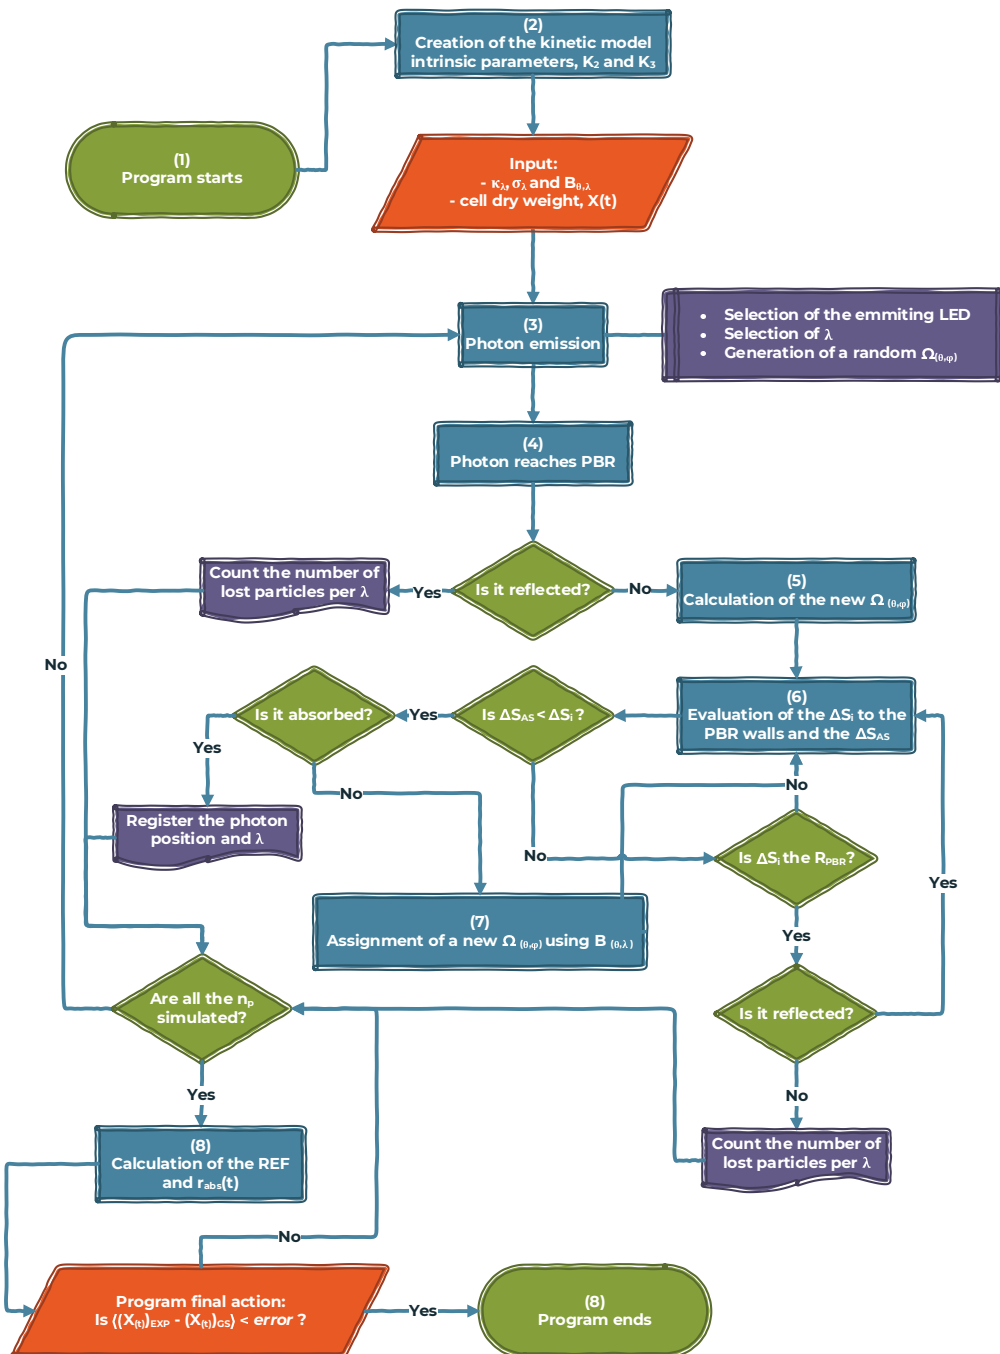 (2)
Creation of the kinetic model
intrinsic parameters, K₂ and K₃
(1)
Program starts
Input:
- κλ, σλ and Bθ,λ
- cell dry weight, X(t)
(3)
Photon emission
• Selection of the emmiting LED
• Selection of λ
• Generation of a random Ω(θ,φ)
(4)
Photon reaches PBR
Is it reflected?
Yes
No
Count the number of
lost particles per λ
(5)
Calculation of the new Ω (θ,φ)
No
(6)
Evaluation of the ΔSᵢ to the
PBR walls and the ΔS_AS
Is ΔS_AS < ΔSᵢ ?
Yes
Is it absorbed?
Yes
No
Register the photon
position and λ
No
No
Is ΔSᵢ the R_PBR?
Yes
Yes
(7)
Assignment of a new Ω (θ,φ) using B (θ,λ)
Are all the nₚ
simulated?
Is it reflected?
Yes
No
(8)
Calculation of the REF
and r_abs(t)
Count the number of
lost particles per λ
No
Program final action:
Is ⟨(X(t))EXP - (X(t))GS⟩ < error ?
Yes
(8)
Program ends